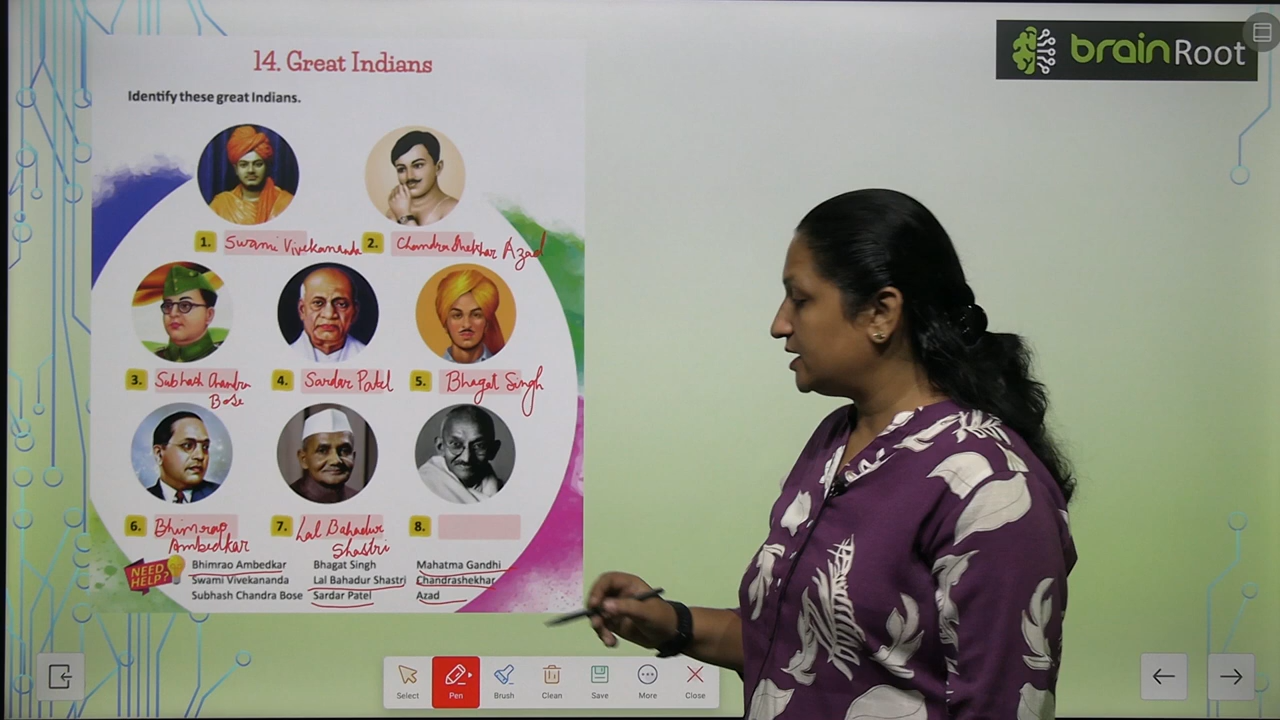 brainRoot
14. Great Indians
Identify these great Indians.
1. Swami Vivekananda 2. Chandra Shekhar Azad
3. Subhash Chandra Bose 4. Sardar Patel 5. Bhagat Singh
6. Bhimrao Ambedkar 7. Lal Bahadur Shastri 8.
NEED HELP?
Bhimrao Ambedkar Bhagat Singh Mahatma Gandhi
Swami Vivekananda Lal Bahadur Shastri Chandrashekhar
Subhash Chandra Bose Sardar Patel Azad
Select Pen Brush Clean Save More Close